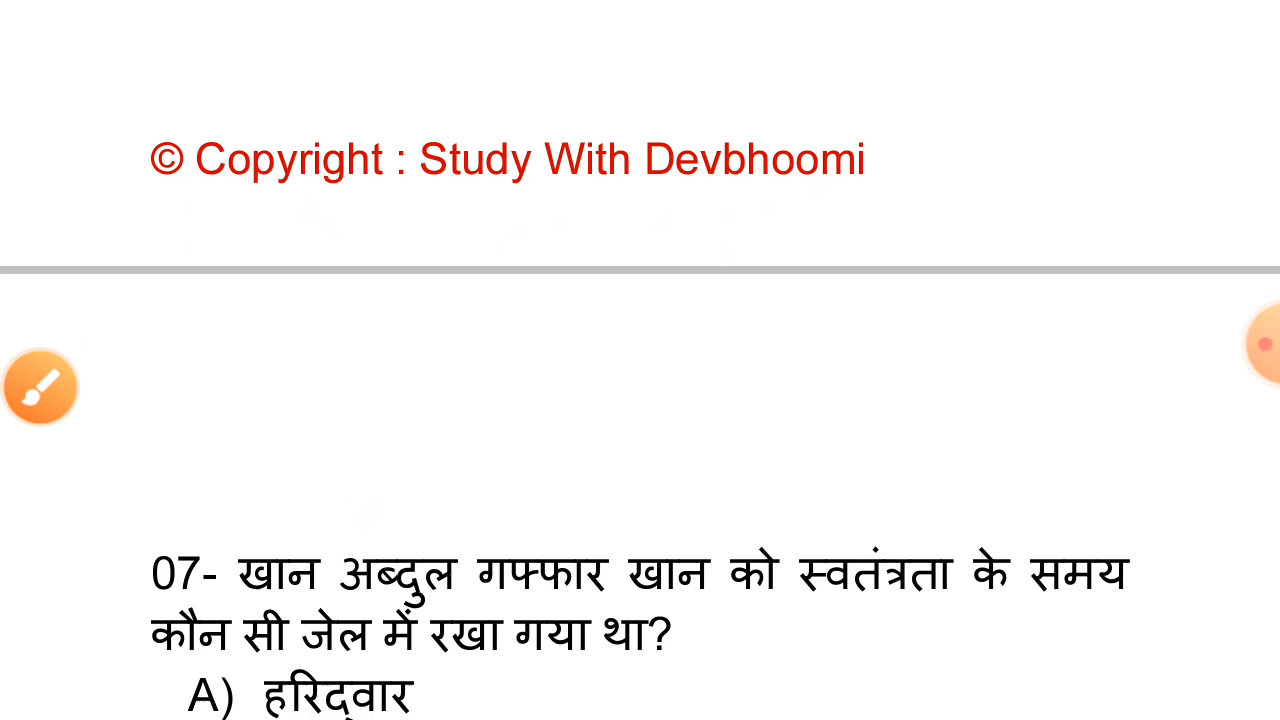 © Copyright : Study With Devbhoomi
07- खान अब्दुल गफ्फार खान को स्वतंत्रता के समय
कौन सी जेल में रखा गया था?
A) हरिद्वार